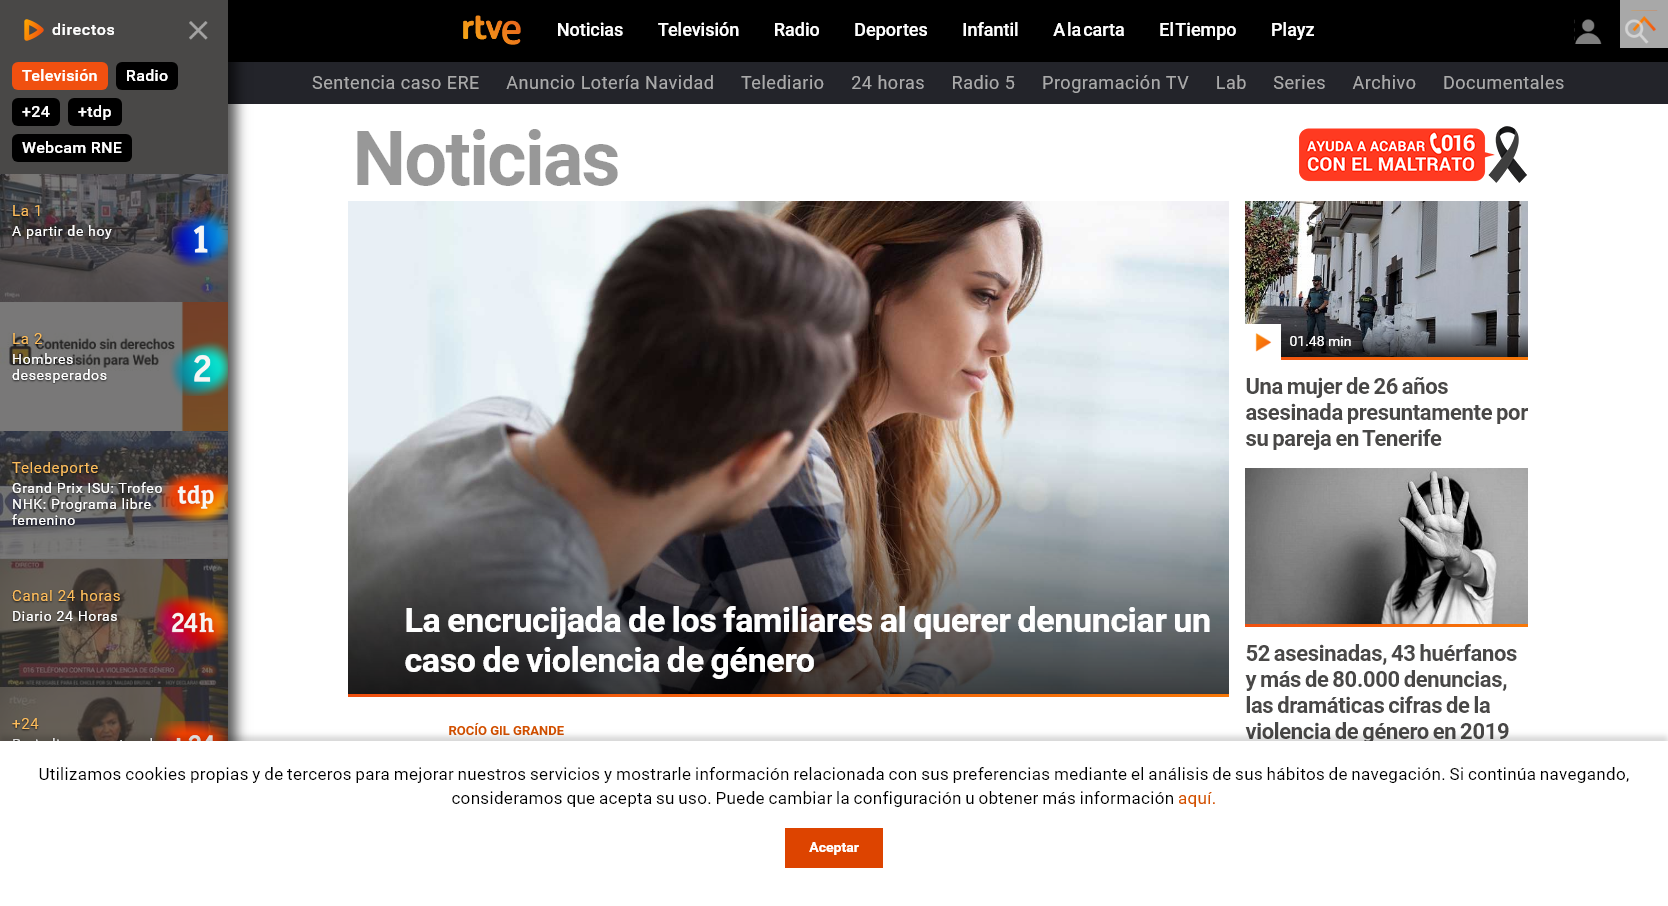 directos
Televisión
Radio
+24
+tdp
Webcam RNE
La 1
A partir de hoy
1
La 2
Contenido sin derechos
Hombres
desesperados
para Web
2
Teledeporte
Grand Prix ISU: Trofeo
NHK: Programa libre
femenino
tdp
DIRECTO
Canal 24 horas
Diario 24 Horas
24h
016 TELÉFONO CONTRA LA VIOLENCIA DE GÉNERO
+24
rtve
Noticias
Televisión
Radio
Deportes
Infantil
A la carta
El Tiempo
Playz
Sentencia caso ERE
Anuncio Lotería Navidad
Telediario
24 horas
Radio 5
Programación TV
Lab
Series
Archivo
Documentales
Noticias
AYUDA A ACABAR 016
CON EL MALTRATO
La encrucijada de los familiares al querer denunciar un
caso de violencia de género
ROCÍO GIL GRANDE
01.48 min
Una mujer de 26 años
asesinada presuntamente por
su pareja en Tenerife
52 asesinadas, 43 huérfanos
y más de 80.000 denuncias,
las dramáticas cifras de la
violencia de género en 2019
Utilizamos cookies propias y de terceros para mejorar nuestros servicios y mostrarle información relacionada con sus preferencias mediante el análisis de sus hábitos de navegación. Si continúa navegando,
consideramos que acepta su uso. Puede cambiar la configuración u obtener más información aquí.
Aceptar